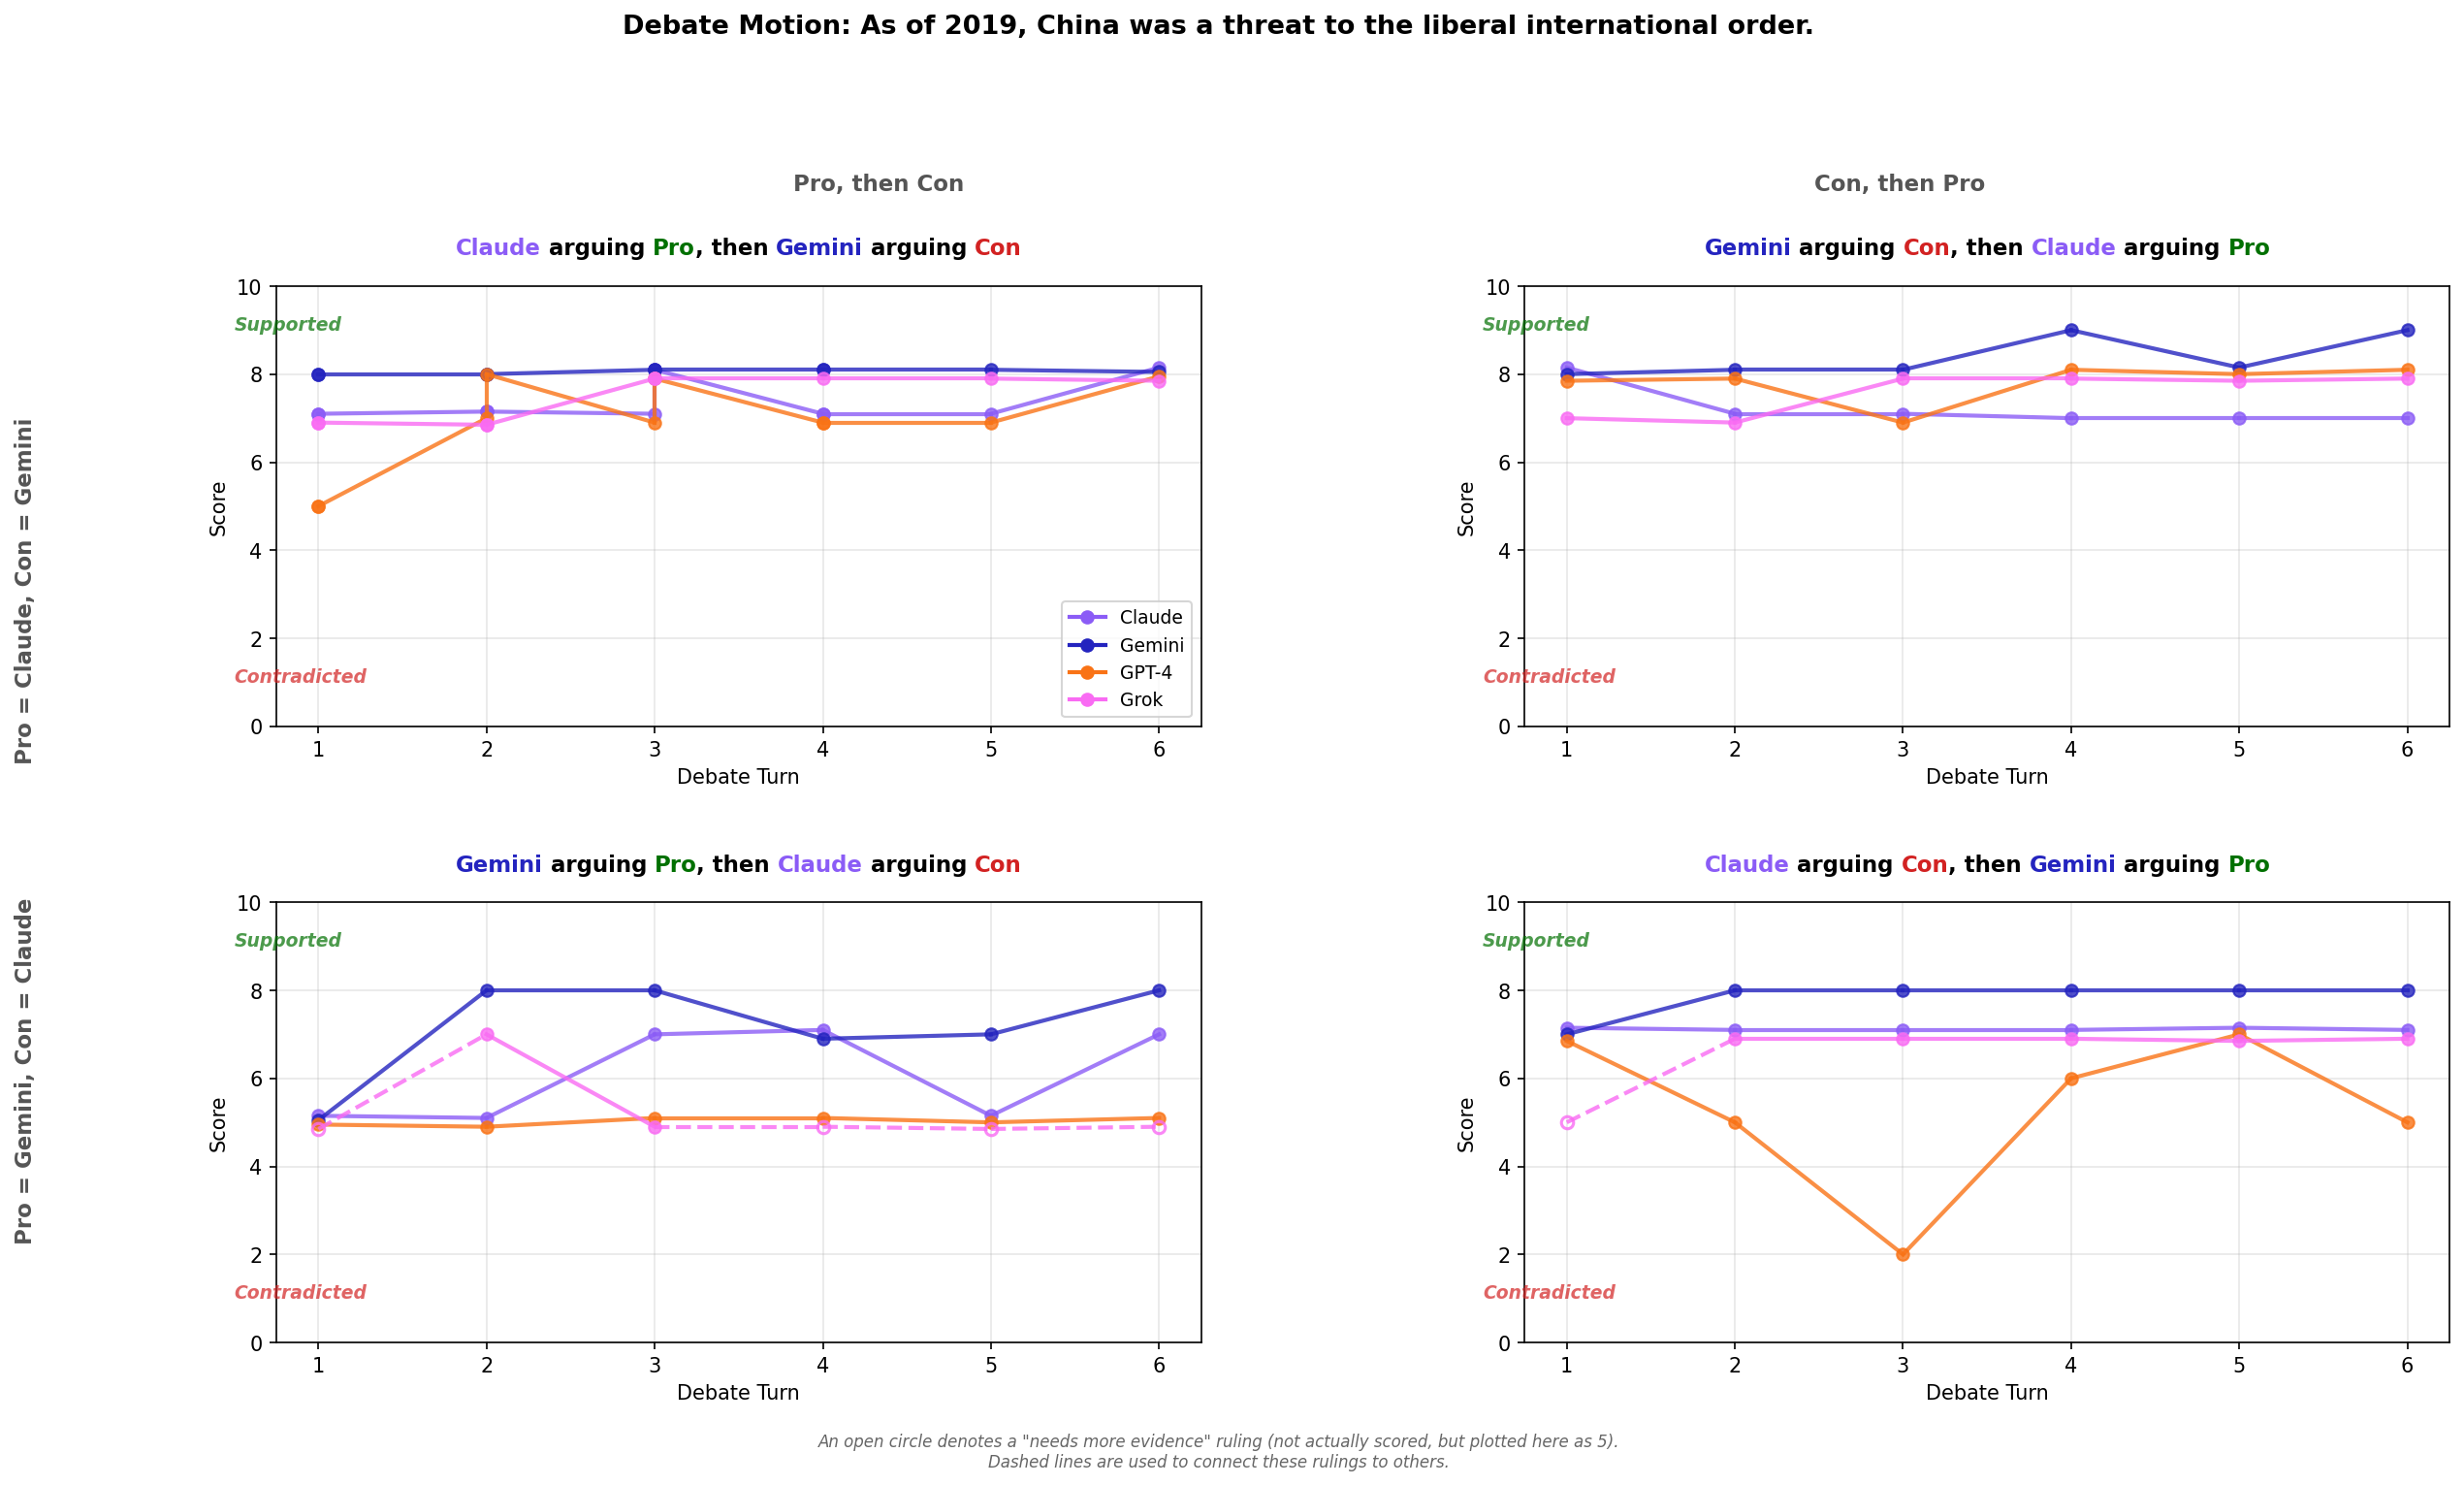 Debate Motion: As of 2019, China was a threat to the liberal international order.
Pro, then Con
Con, then Pro
Pro = Claude, Con = Gemini
Claude arguing Pro, then Gemini arguing Con
10
8
6
4
2
0
Score
Supported
Contradicted
Claude
Gemini
GPT-4
Grok
1 2 3 4 5 6
Debate Turn
Gemini arguing Con, then Claude arguing Pro
10
8
6
4
2
0
Score
Supported
Contradicted
1 2 3 4 5 6
Debate Turn
Pro = Gemini, Con = Claude
Gemini arguing Pro, then Claude arguing Con
10
8
6
4
2
0
Score
Supported
Contradicted
1 2 3 4 5 6
Debate Turn
Claude arguing Con, then Gemini arguing Pro
10
8
6
4
2
0
Score
Supported
Contradicted
1 2 3 4 5 6
Debate Turn
An open circle denotes a "needs more evidence" ruling (not actually scored, but plotted here as 5).
Dashed lines are used to connect these rulings to others.